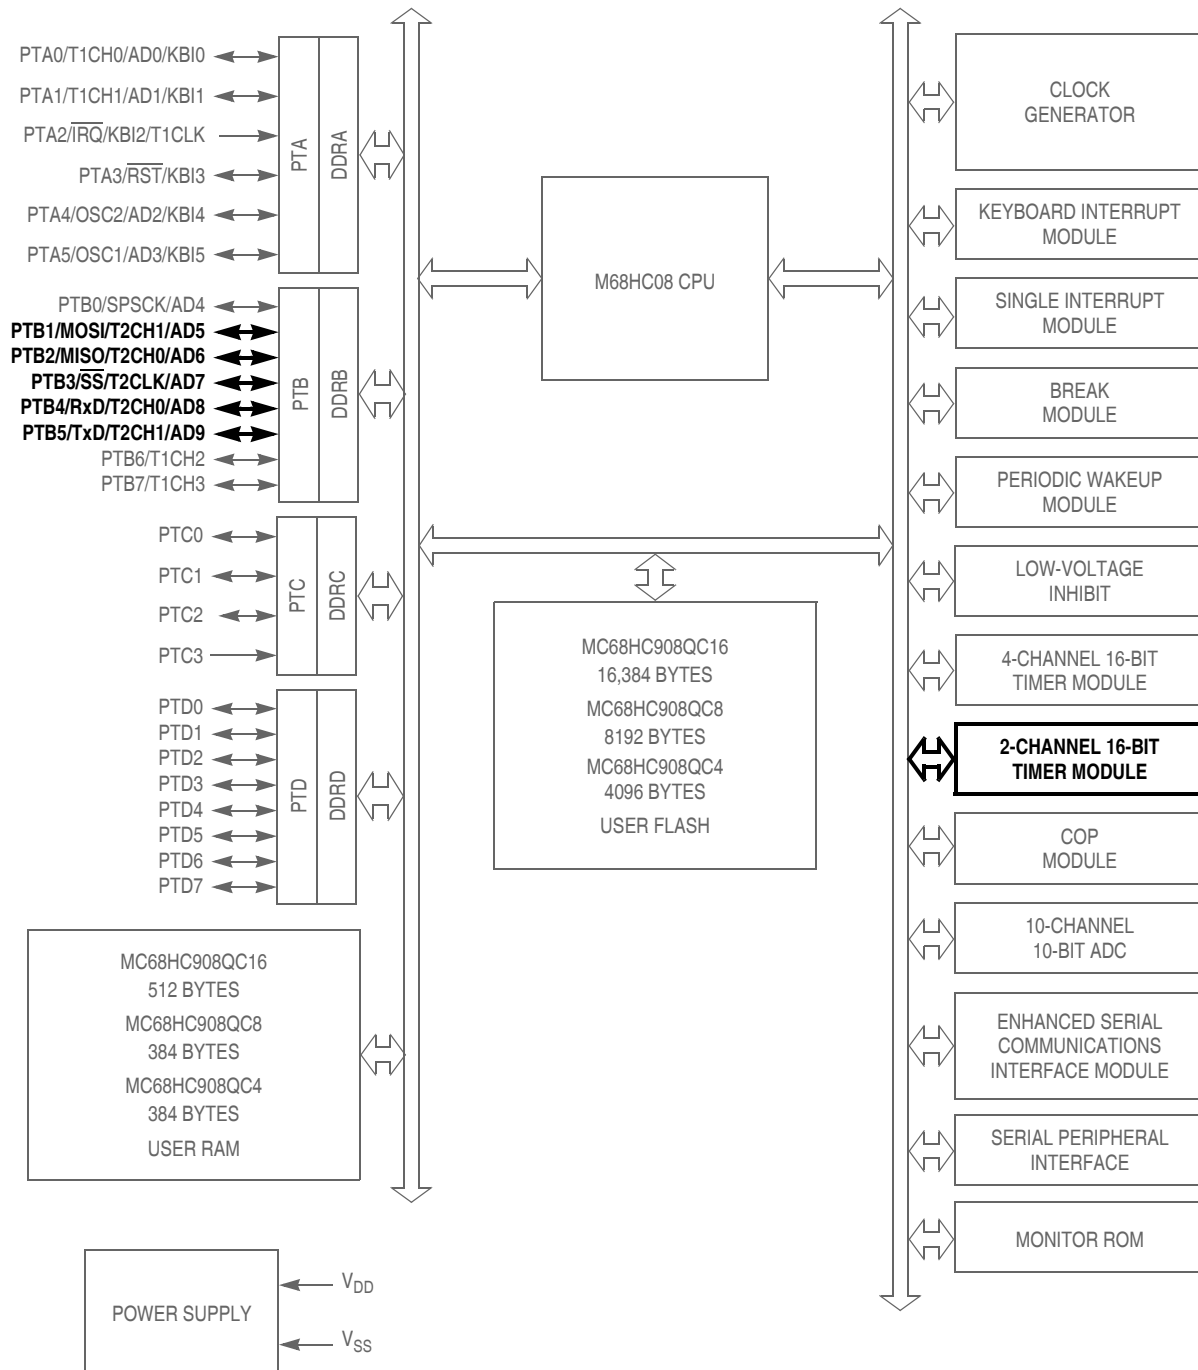 PTA0/T1CH0/AD0/KBI0
PTA1/T1CH1/AD1/KBI1
PTA2/IRQ/KBI2/T1CLK
PTA3/RST/KBI3
PTA4/OSC2/AD2/KBI4
PTA5/OSC1/AD3/KBI5
PTA
DDRA
PTB0/SPSCK/AD4
PTB1/MOSI/T2CH1/AD5
PTB2/MISO/T2CH0/AD6
PTB3/SS/T2CLK/AD7
PTB4/RxD/T2CH0/AD8
PTB5/TxD/T2CH1/AD9
PTB6/T1CH2
PTB7/T1CH3
PTB
DDRB
PTC0
PTC1
PTC2
PTC3
PTC
DDRC
PTD0
PTD1
PTD2
PTD3
PTD4
PTD5
PTD6
PTD7
PTD
DDRD
MC68HC908QC16
512 BYTES
MC68HC908QC8
384 BYTES
MC68HC908QC4
384 BYTES
USER RAM
POWER SUPPLY
VDD
VSS
M68HC08 CPU
MC68HC908QC16
16,384 BYTES
MC68HC908QC8
8192 BYTES
MC68HC908QC4
4096 BYTES
USER FLASH
CLOCK
GENERATOR
KEYBOARD INTERRUPT
MODULE
SINGLE INTERRUPT
MODULE
BREAK
MODULE
PERIODIC WAKEUP
MODULE
LOW-VOLTAGE
INHIBIT
4-CHANNEL 16-BIT
TIMER MODULE
2-CHANNEL 16-BIT
TIMER MODULE
COP
MODULE
10-CHANNEL
10-BIT ADC
ENHANCED SERIAL
COMMUNICATIONS
INTERFACE MODULE
SERIAL PERIPHERAL
INTERFACE
MONITOR ROM